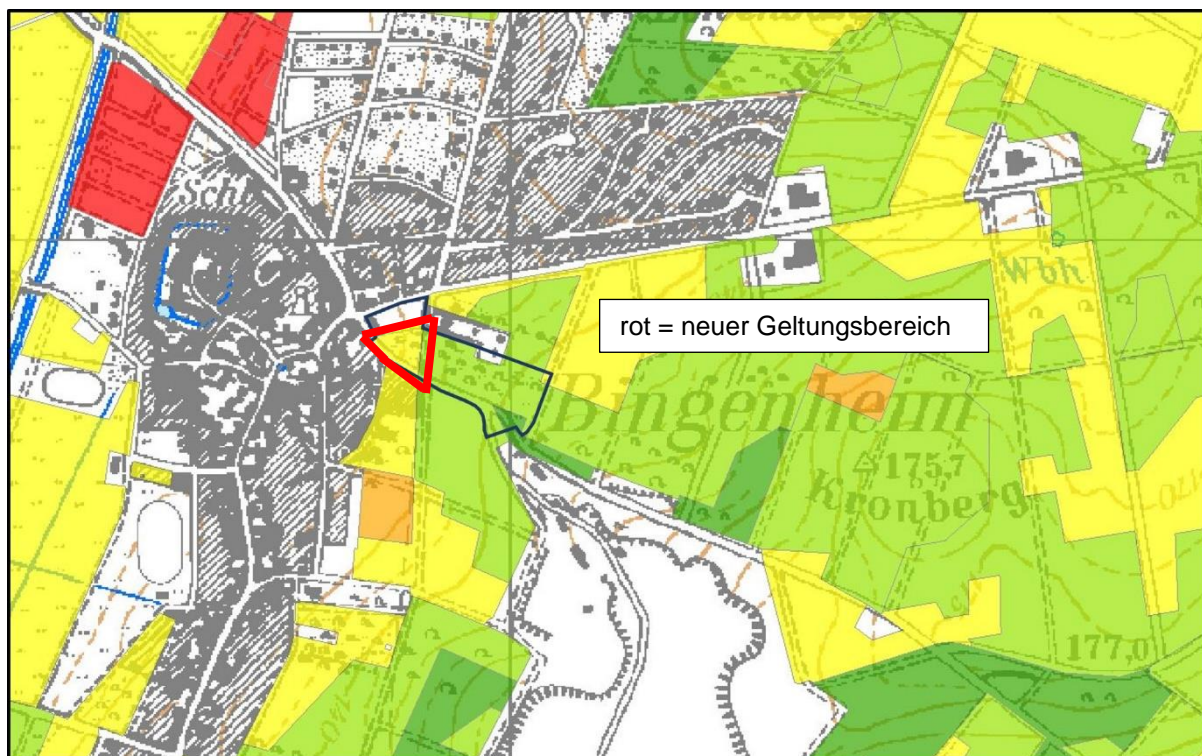 Schl
Wbh
rot = neuer Geltungsbereich
Bingenheim
175,7
Kronberg
177,0